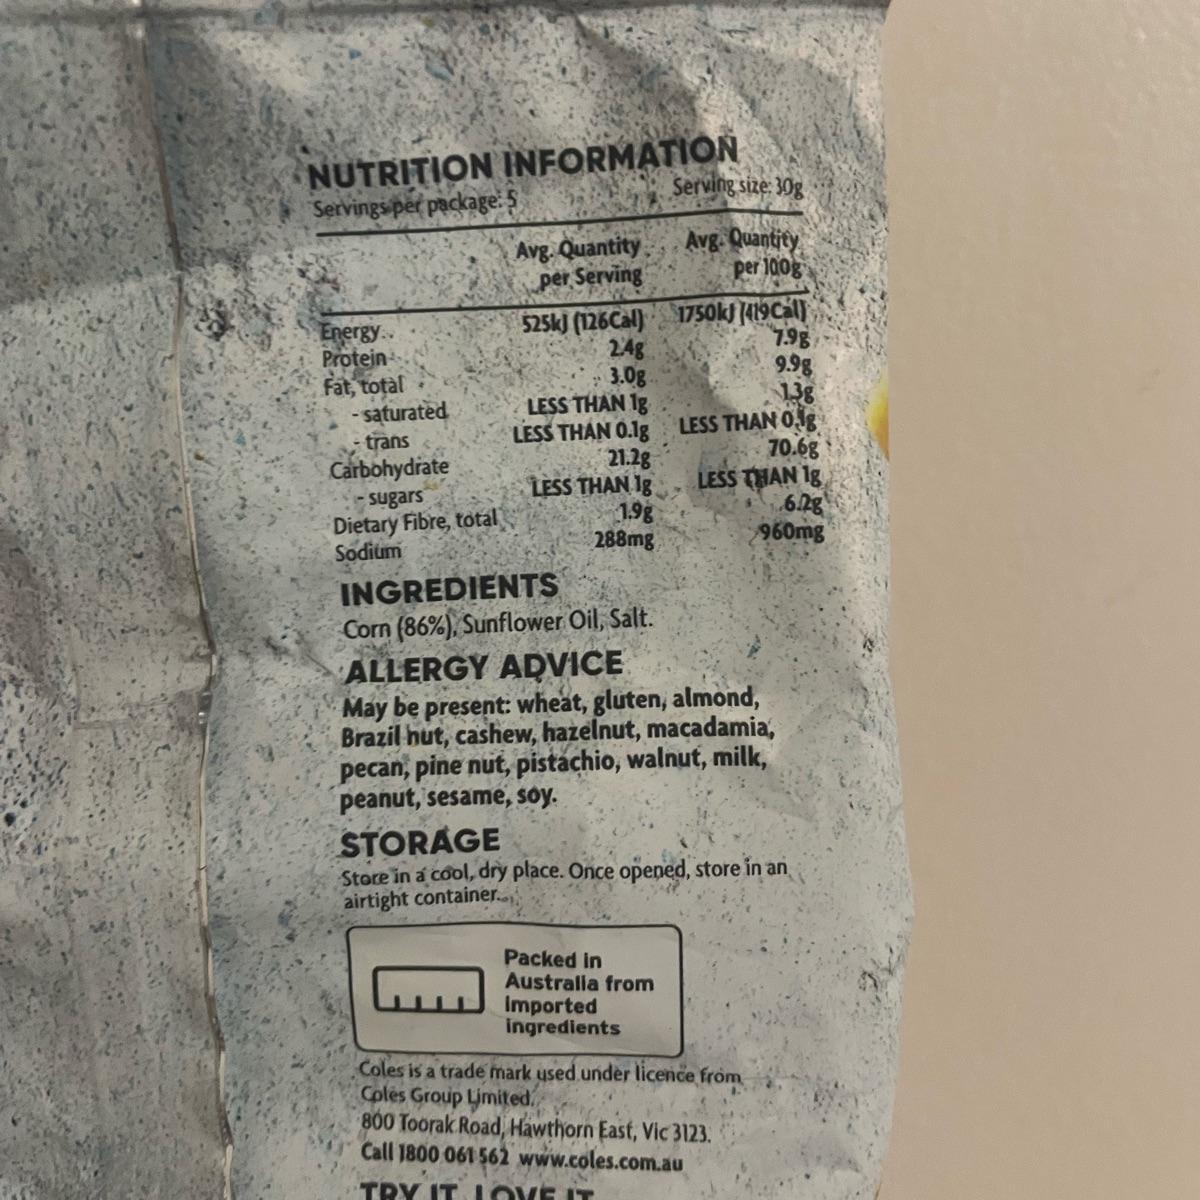 NUTRITION INFORMATION
Servings per package: 5 Serving size: 30g
Avg. Quantity Avg. Quantity
per Serving per 100g
Energy 525kJ (126Cal) 1750kJ (419Cal)
Protein 2.4g 7.9g
Fat, total 3.0g 9.9g
- saturated LESS THAN 1g 1.3g
- trans LESS THAN 0.1g LESS THAN 0.1g
Carbohydrate 21.2g 70.6g
- sugars LESS THAN 1g LESS THAN 1g
Dietary Fibre, total 1.9g 6.2g
Sodium 288mg 960mg
INGREDIENTS
Corn (86%), Sunflower Oil, Salt.
ALLERGY ADVICE
May be present: wheat, gluten, almond,
Brazil nut, cashew, hazelnut, macadamia,
pecan, pine nut, pistachio, walnut, milk,
peanut, sesame, soy.
STORAGE
Store in a cool, dry place. Once opened, store in an
airtight container.
Packed in
Australia from
imported
ingredients
Coles is a trade mark used under licence from
Coles Group Limited.
800 Toorak Road, Hawthorn East, Vic 3123.
Call 1800 061 562 www.coles.com.au
TRY IT, LOVE IT